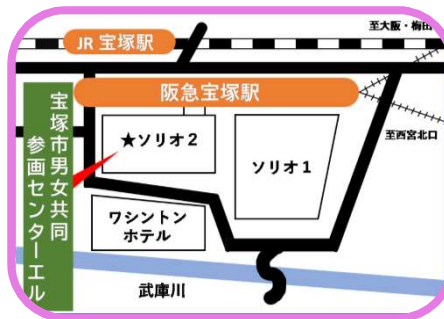 至大阪・梅田
JR 宝塚駅
阪急宝塚駅
宝塚市男女共同
参画センターエル
★ソリオ2
ソリオ1
至西宮北口
ワシントン
ホテル
武庫川